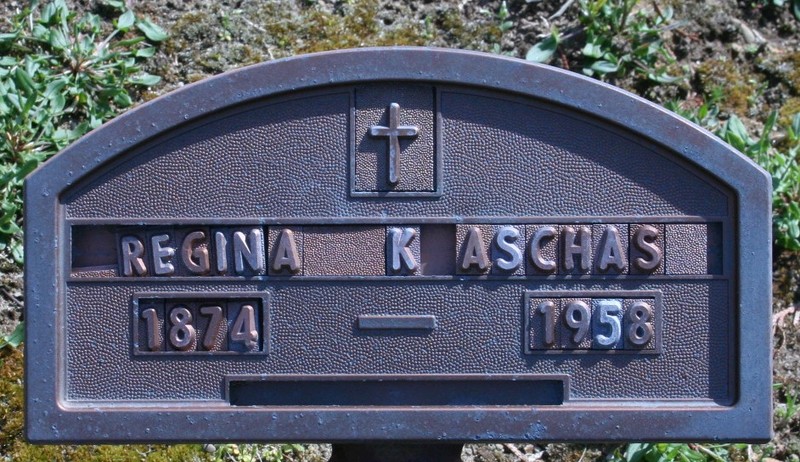 REGINA K ASCHAS
1874 — 1958